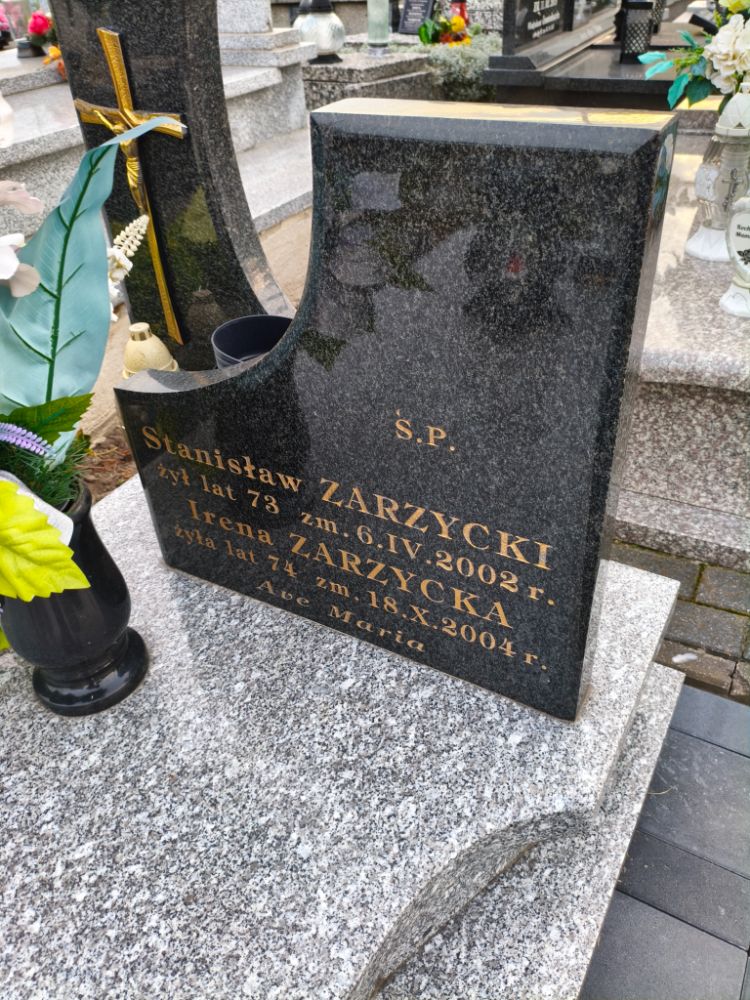 Ś.P.
Stanisław ZARZYCKI
żył lat 73 zm. 6.IV.2002 r.
Irena ZARZYCKA
żyła lat 74 zm. 18.X.2004 r.
Ave Maria